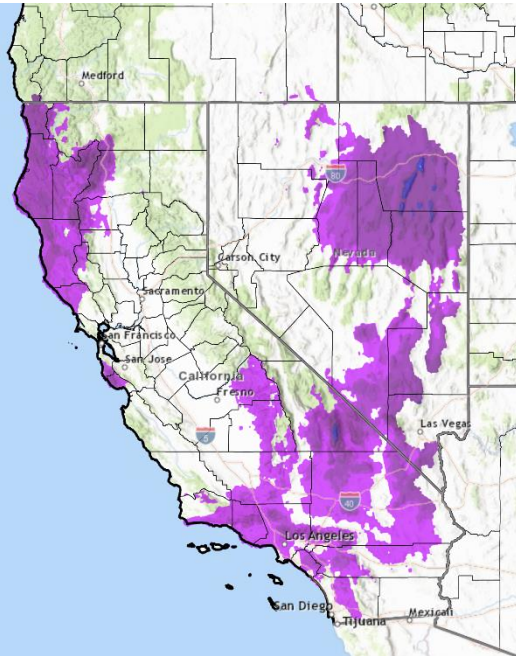 Medford
80
Nevada
Carson City
Sacramento
San Francisco
San Jose
California
Fresno
5
Las Vegas
40
Los Angeles
San Diego
Tijuana
Mexicali